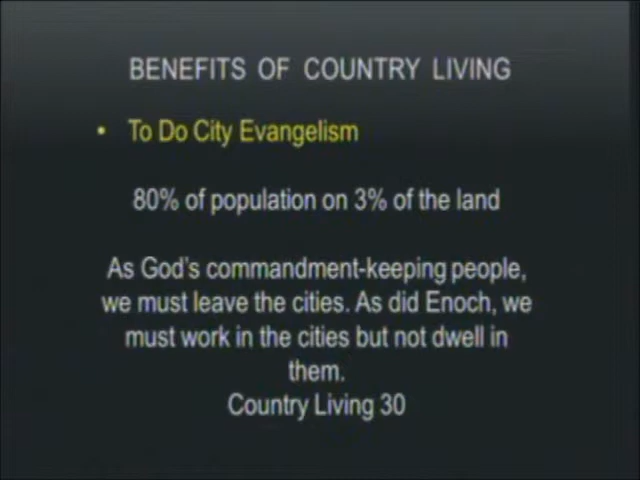 BENEFITS OF COUNTRY LIVING
• To Do City Evangelism
80% of population on 3% of the land
As God's commandment-keeping people,
we must leave the cities. As did Enoch, we
must work in the cities but not dwell in
them.
Country Living 30